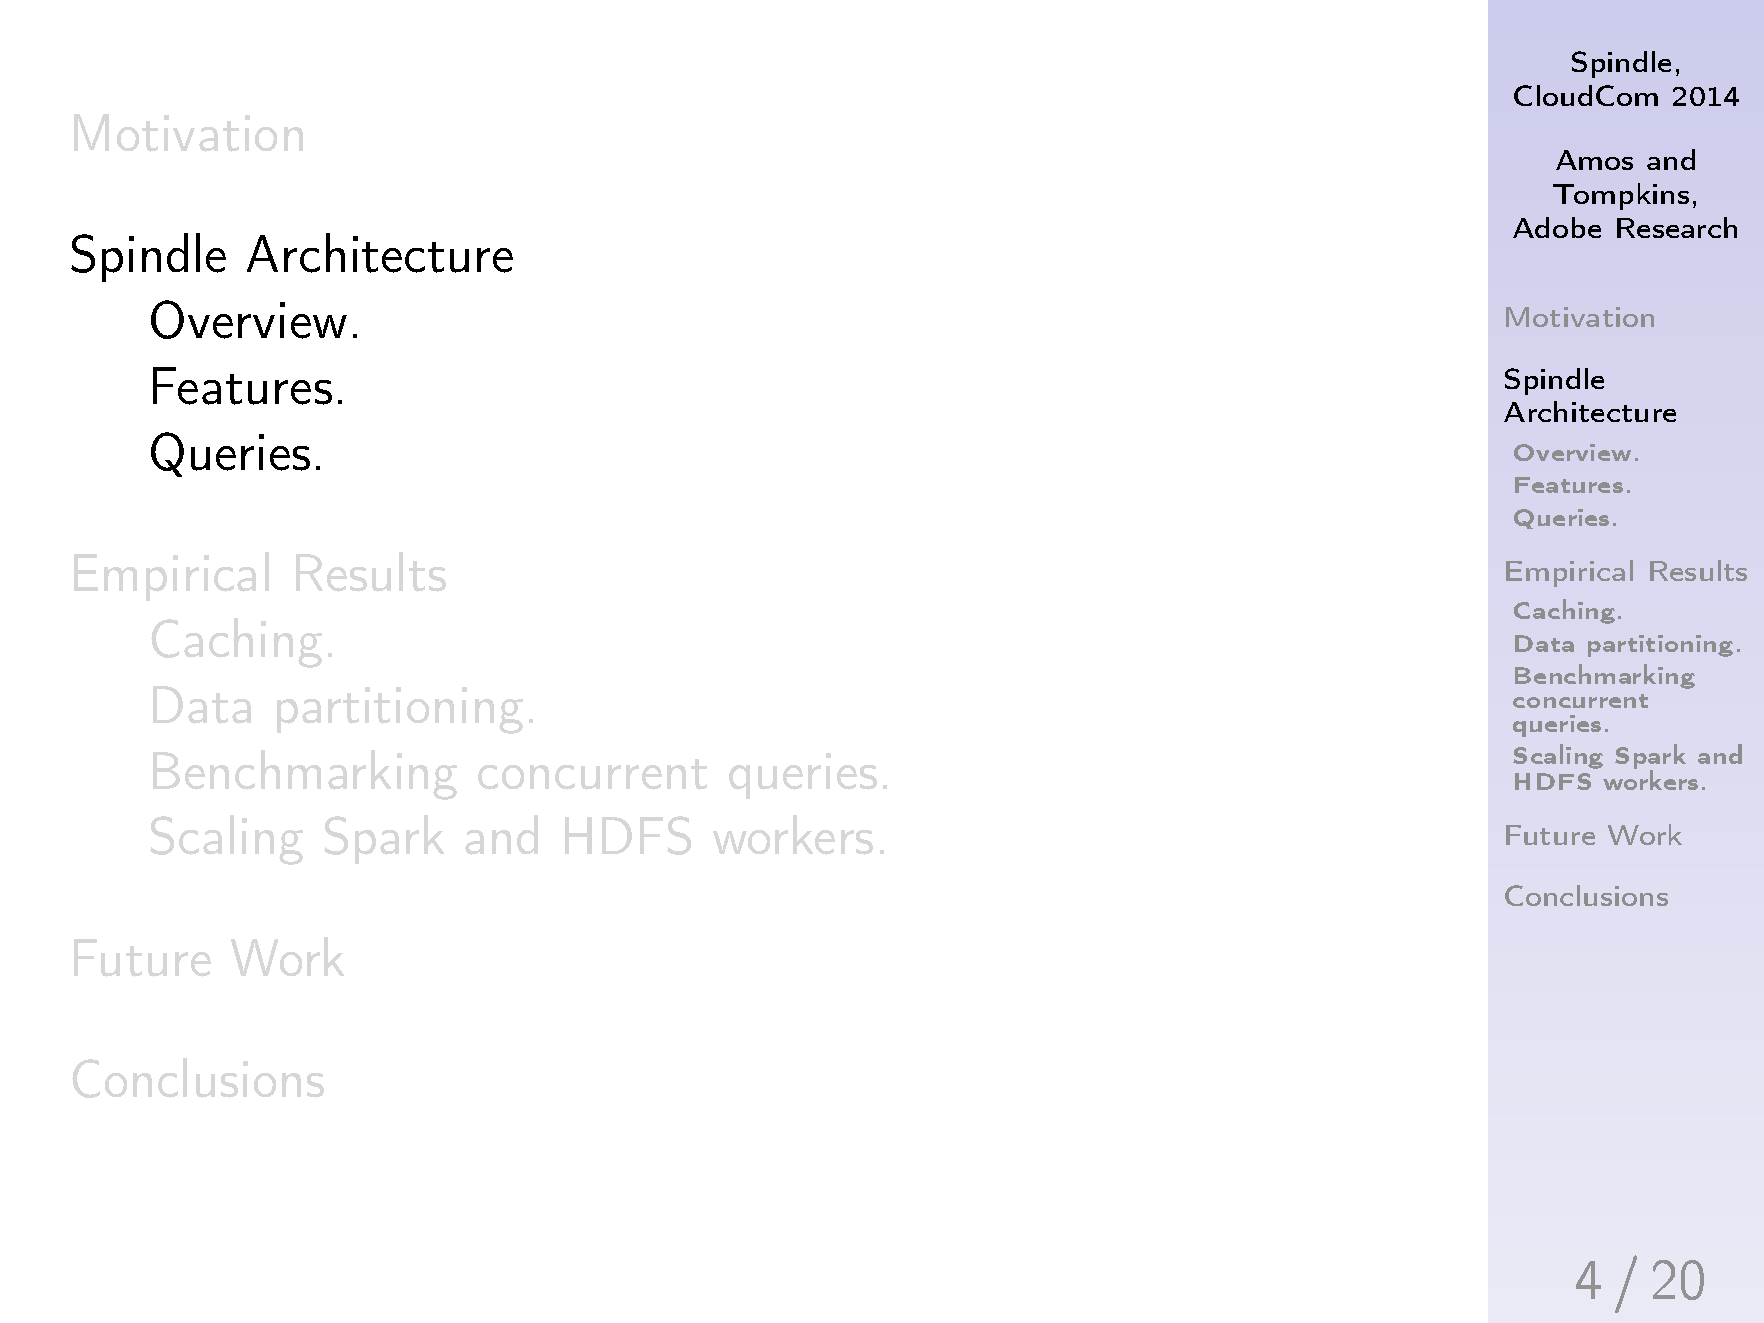 Motivation
Spindle Architecture
Overview.
Features.
Queries.
Empirical Results
Caching.
Data partitioning.
Benchmarking concurrent queries.
Scaling Spark and HDFS workers.
Future Work
Conclusions
Spindle,
CloudCom 2014
Amos and
Tompkins,
Adobe Research
Motivation
Spindle
Architecture
Overview.
Features.
Queries.
Empirical Results
Caching.
Data partitioning.
Benchmarking
concurrent
queries.
Scaling Spark and
HDFS workers.
Future Work
Conclusions
4 / 20